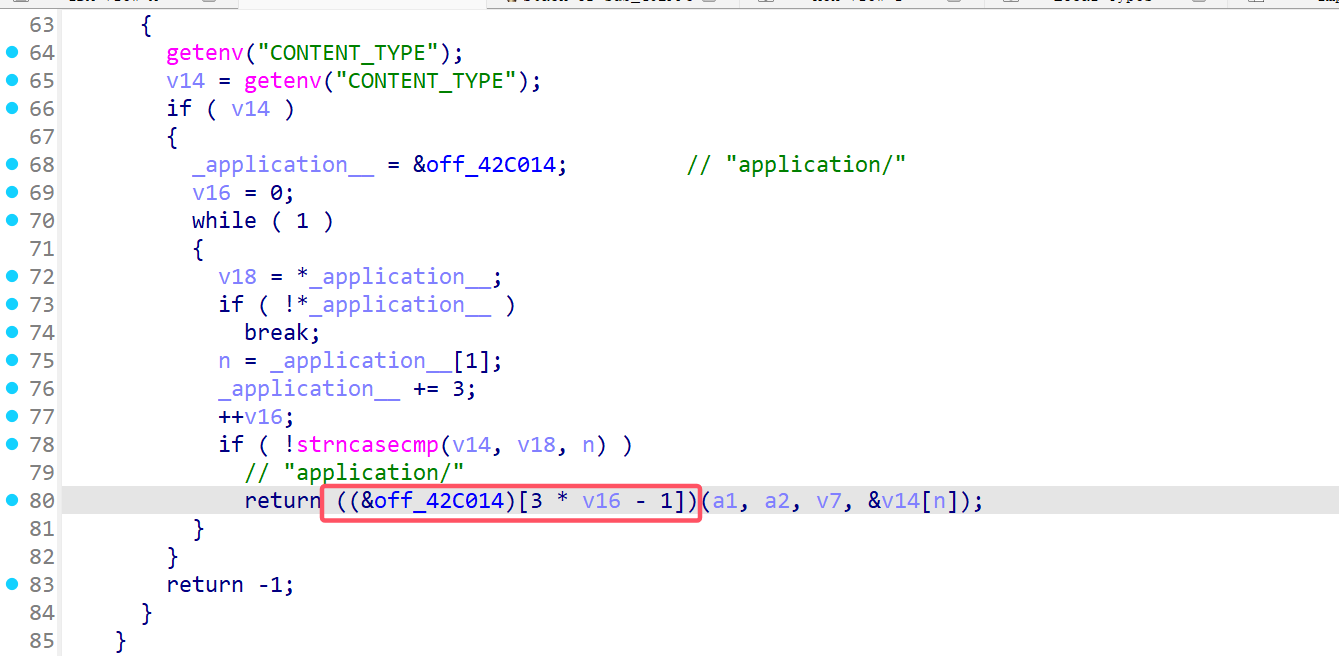 63 {
64 getenv("CONTENT_TYPE");
65 v14 = getenv("CONTENT_TYPE");
66 if ( v14 )
67 {
68 _application__ = &off_42C014; // "application/"
69 v16 = 0;
70 while ( 1 )
71 {
72 v18 = *_application__;
73 if ( !*_application__ )
74 break;
75 n = _application__[1];
76 _application__ += 3;
77 ++v16;
78 if ( !strncasecmp(v14, v18, n) )
79 // "application/"
80 return ((&off_42C014)[3 * v16 - 1])(a1, a2, v7, &v14[n]);
81 }
82 }
83 return -1;
84 }
85 }